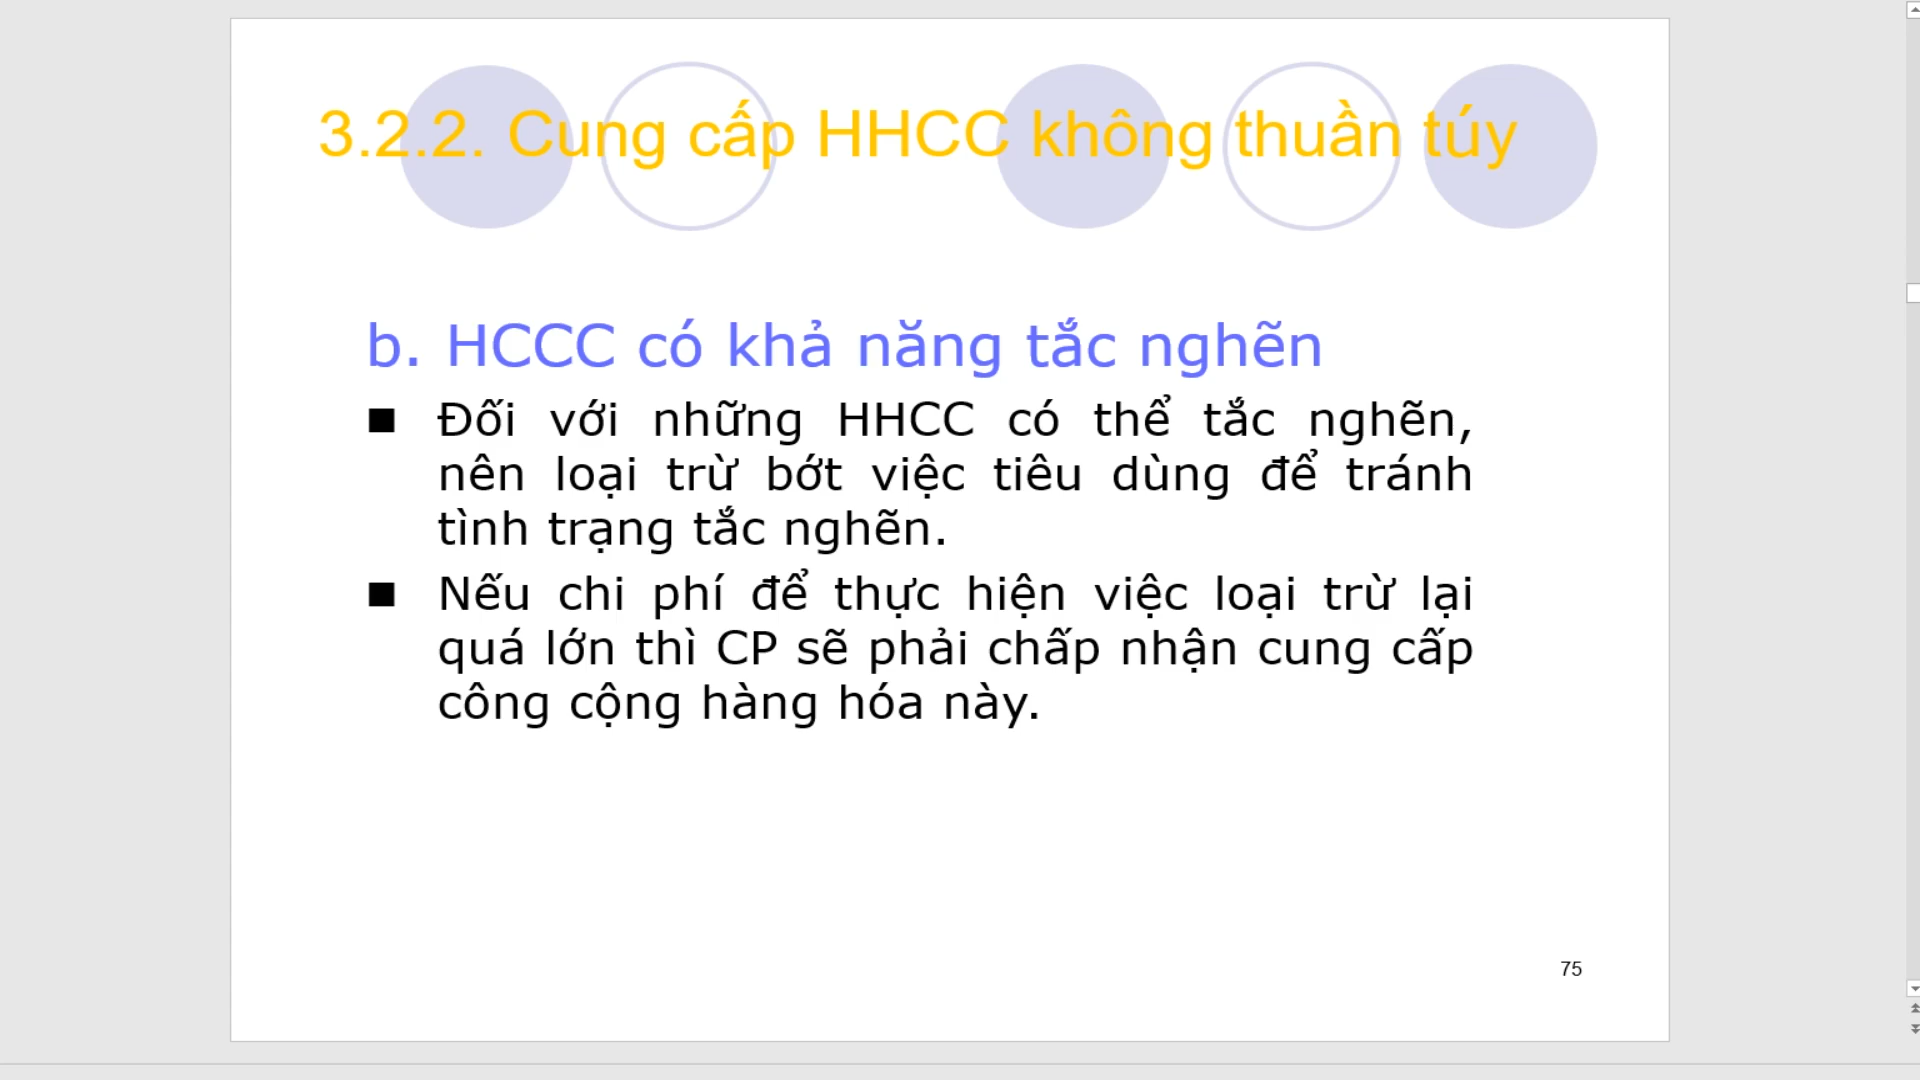 3.2.2. Cung cấp HHCC không thuần túy
b. HCCC có khả năng tắc nghẽn
■ Đối với những HHCC có thể tắc nghẽn,
nên loại trừ bớt việc tiêu dùng để tránh
tình trạng tắc nghẽn.
■ Nếu chi phí để thực hiện việc loại trừ lại
quá lớn thì CP sẽ phải chấp nhận cung cấp
công cộng hàng hóa này.
75